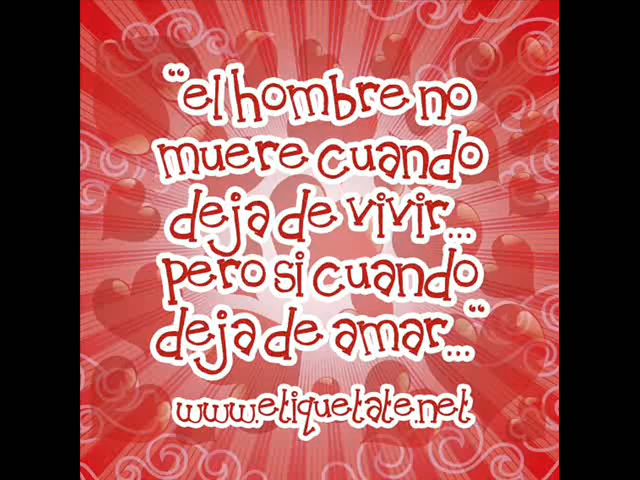 “el hombre no
muere cuando
deja de vivir...
pero si cuando
deja de amar...“
www.etiquetate.net